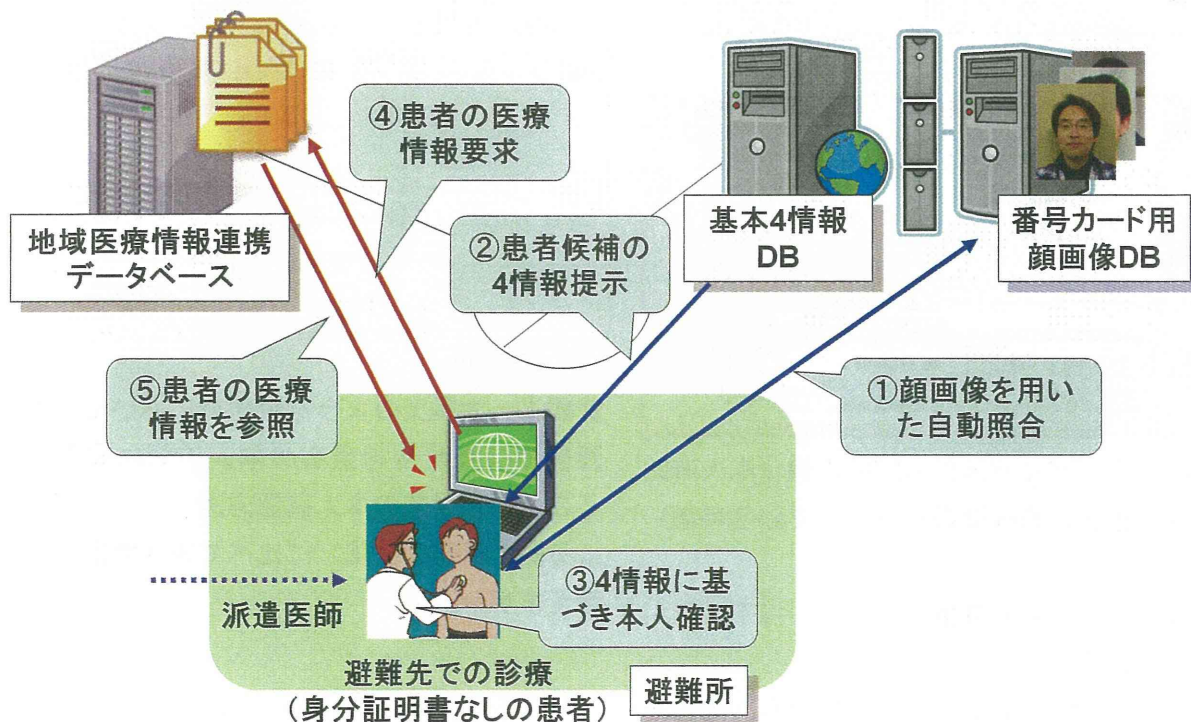 ④患者の医療
情報要求
地域医療情報連携
データベース
②患者候補の
4情報提示
基本4情報
DB
番号カード用
顔画像DB
⑤患者の医療
情報を参照
①顔画像を用い
た自動照合
③4情報に基
づき本人確認
派遣医師
避難先での診療
（身分証明書なしの患者）
避難所